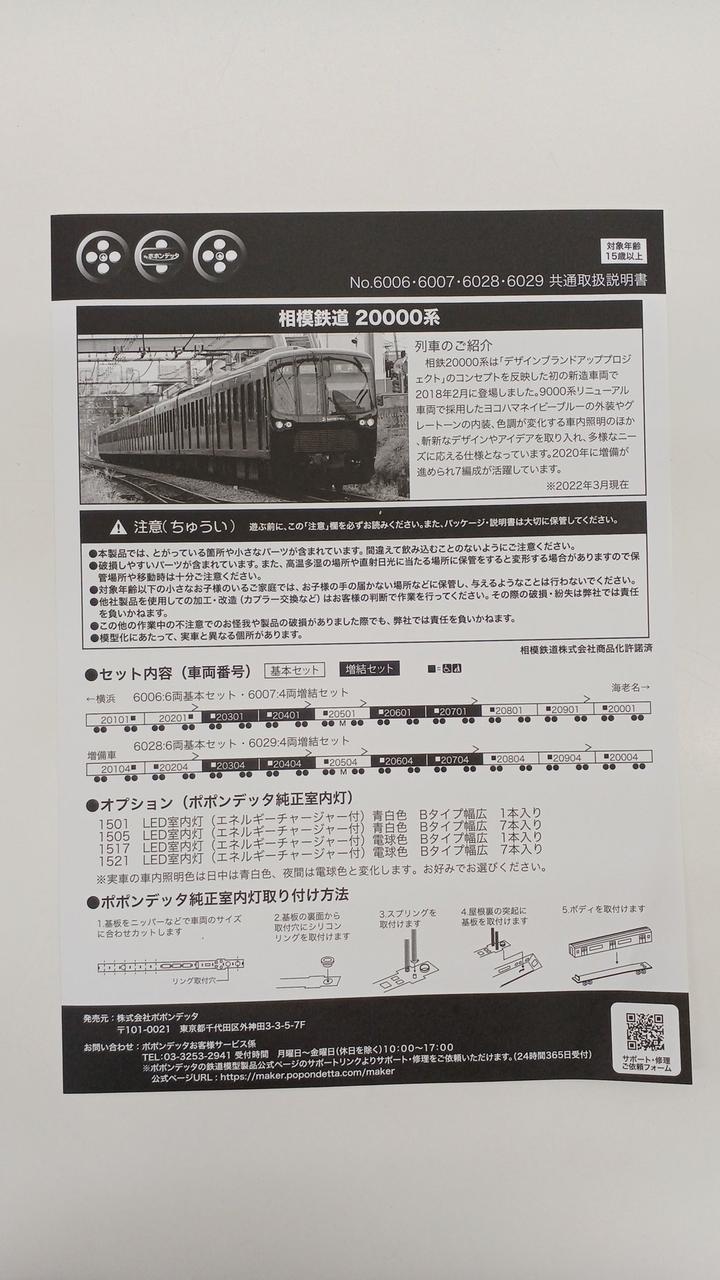 ポポンデッタ
対象年齢
15歳以上
No.6006・6007・6028・6029 共通取扱説明書
相模鉄道 20000系
列車のご紹介
相鉄20000系は「デザインブランドアッププロジ
ェクト」のコンセプトを反映した初の新造車両で
2018年2月に登場しました。9000系リニューアル
車両で採用したヨコハマネイビーブルーの外装やグ
レートーンの内装、色調が変化する車内照明のほか
、斬新なデザインやアイデアを取り入れ、多様なニー
ズに応える仕様となっています。2020年に増備が
進められ7編成が活躍しています。
※2022年3月現在
注意(ちゅうい) 遊ぶ前に、この「注意」欄を必ずお読みください。また、パッケージ・説明書は大切に保管してください。
●本製品では、とがっている箇所や小さなパーツが含まれています。間違えて飲み込むことのないようにご注意ください。
●破損しやすいパーツが含まれています。また、高温多湿の場所や直射日光に当たる場所に保管をすると変形する場合がありますので保
管場所や移動時は十分ご注意ください。
●対象年齢以下の小さなお子様のいるご家庭では、お子様の手の届かない場所などに保管し、与えるようなことは行わないでください。
●他社製品を使用しての加工・改造(カプラー交換など)はお客様の判断で作業を行ってください。その際の破損・紛失は弊社では責任
を負いかねます。
●この他の作業中の不注意でのお怪我や製品の破損がありました際でも、弊社では責任を負いかねます。
●模型化にあたって、実車と異なる個所があります。
相模鉄道株式会社商品化許諾済
●セット内容(車両番号) 基本セット 増結セット ■=
←横浜 6006:6両基本セット・6007:4両増結セット 海老名→
20101■ 20201■ ■20301 ■20401 ■20501 ■20601 ■20701 ■20801 ■20901 ■20001
M
増備車 6028:6両基本セット・6029:4両増結セット
20104■ ■20204 ■20304 ■20404 ■20504 ■20604 ■20704 ■20804 ■20904 ■20004
M
●オプション(ポポンデッタ純正室内灯)
1501 LED室内灯(エネルギーチャージャー付)青白色 Bタイプ幅広 1本入り
1505 LED室内灯(エネルギーチャージャー付)青白色 Bタイプ幅広 7本入り
1517 LED室内灯(エネルギーチャージャー付)電球色 Bタイプ幅広 1本入り
1521 LED室内灯(エネルギーチャージャー付)電球色 Bタイプ幅広 7本入り
※実車の車内照明色は日中は青白色、夜間は電球色と変化します。お好みでお選びください。
●ポポンデッタ純正室内灯取り付け方法
1.基板をニッパーなどで車両のサイズ
に合わせカットします
リング取付穴
2.基板の裏面から
取付穴にシリコン
リングを取付けます
3.スプリングを
取付けます
4.屋根裏の突起に
基板を取付けます
5.ボディを取付けます
発売元：株式会社ポポンデッタ
〒101-0021 東京都千代田区外神田3-3-5-7F
お問い合わせ：ポポンデッタお客様サービス係
TEL:03-3253-2941 受付時間 月曜日〜金曜日(休日を除く)10:00〜17:00
※ポポンデッタの鉄道模型製品公式ページのサポートリンクよりサポート・修理をご依頼いただけます。(24時間365日受付)
公式ページURL：https://maker.popondetta.com/maker
サポート・修理
ご依頼フォーム